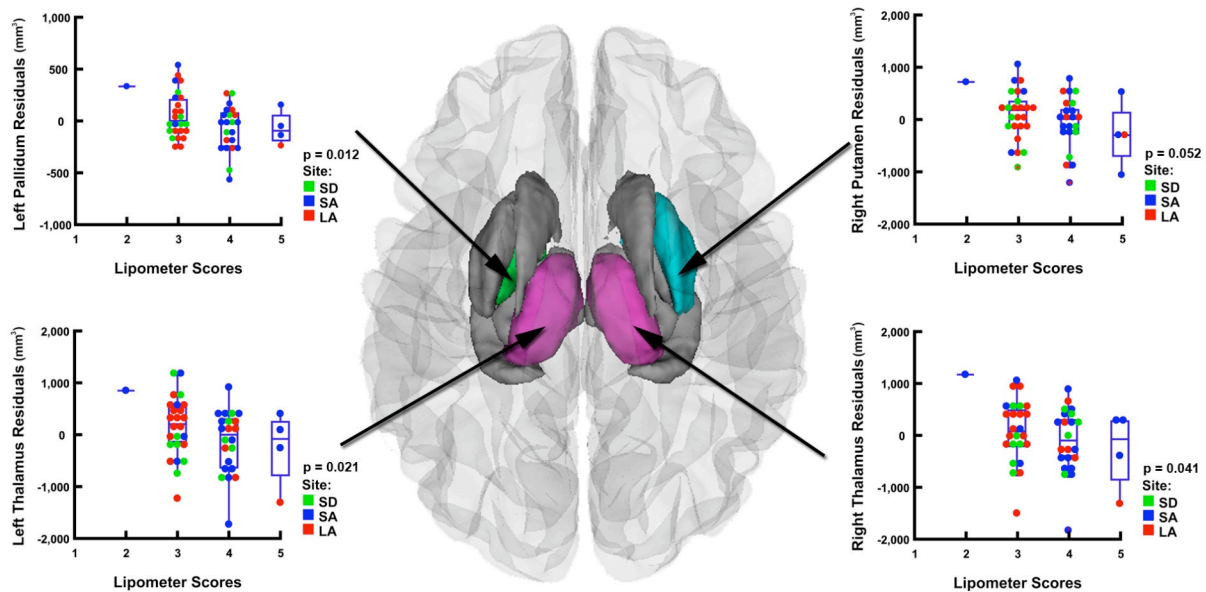 1,000
500
0
-500
-1,000
Left Pallidum Residuals (mm³)
p = 0.012
Site:
SD
SA
LA
1 2 3 4 5
Lipometer Scores
2,000
1,000
0
-1,000
-2,000
Right Putamen Residuals (mm³)
p = 0.052
Site:
SD
SA
LA
1 2 3 4 5
Lipometer Scores
2,000
1,000
0
-1,000
-2,000
Left Thalamus Residuals (mm³)
p = 0.021
Site:
SD
SA
LA
1 2 3 4 5
Lipometer Scores
2,000
1,000
0
-1,000
-2,000
Right Thalamus Residuals (mm³)
p = 0.041
Site:
SD
SA
LA
1 2 3 4 5
Lipometer Scores